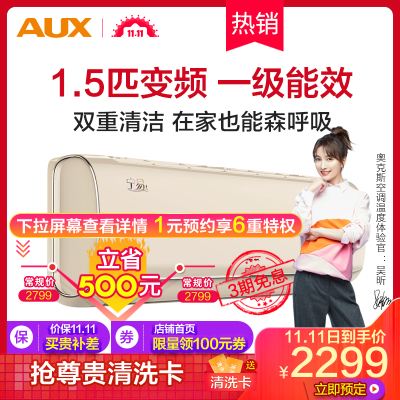 AUX
11.11
热销
1.5匹变频 一级能效
双重清洁 在家也能森呼吸
奥克斯空调温度体验官：吴昕
下拉屏幕查看详情 1元预约享6重特权
立省
500元
常规价
2799
常规价
2799
3期免息
保
价保11.11
买贵补差
券
店铺首页
限量领100元券
11.11日到手价
¥2299
立即预定
抢尊贵清洗卡
送
清洗卡